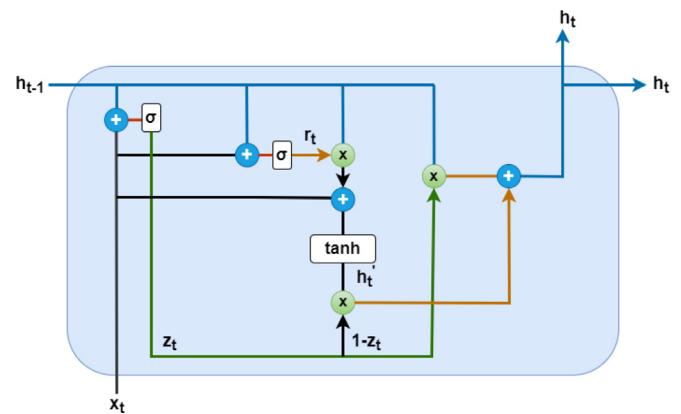 h_t
h_{t-1}
h_t
+
σ
r_t
+
σ
x
x
+
+
tanh
h_t'
x
z_t
1-z_t
x_t